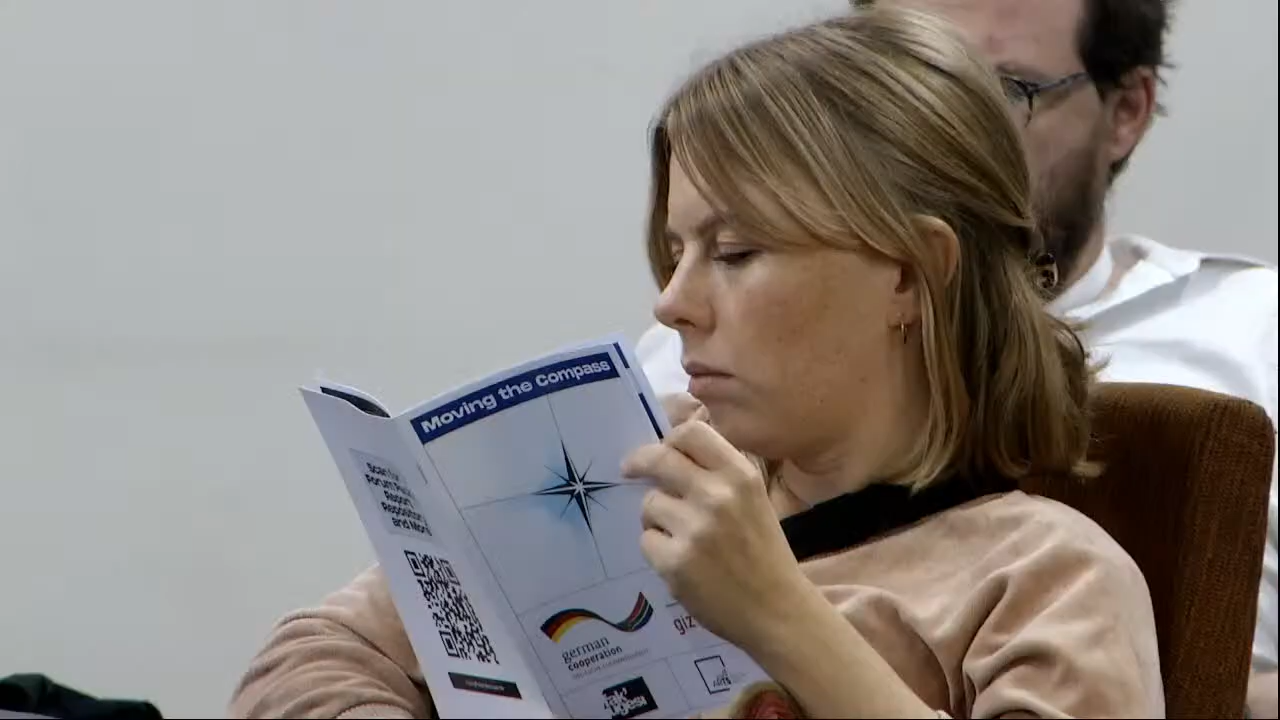 Moving the Compass
Scan for
Forum
Report
Repository
and More
german
cooperation
giz